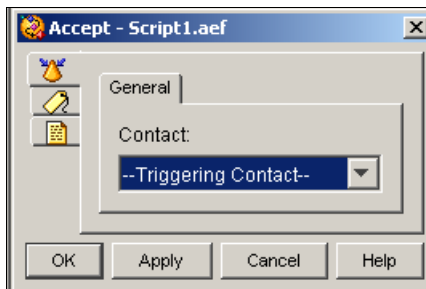 Accept - Script1.aef
General
Contact:
--Triggering Contact--
OK Apply Cancel Help